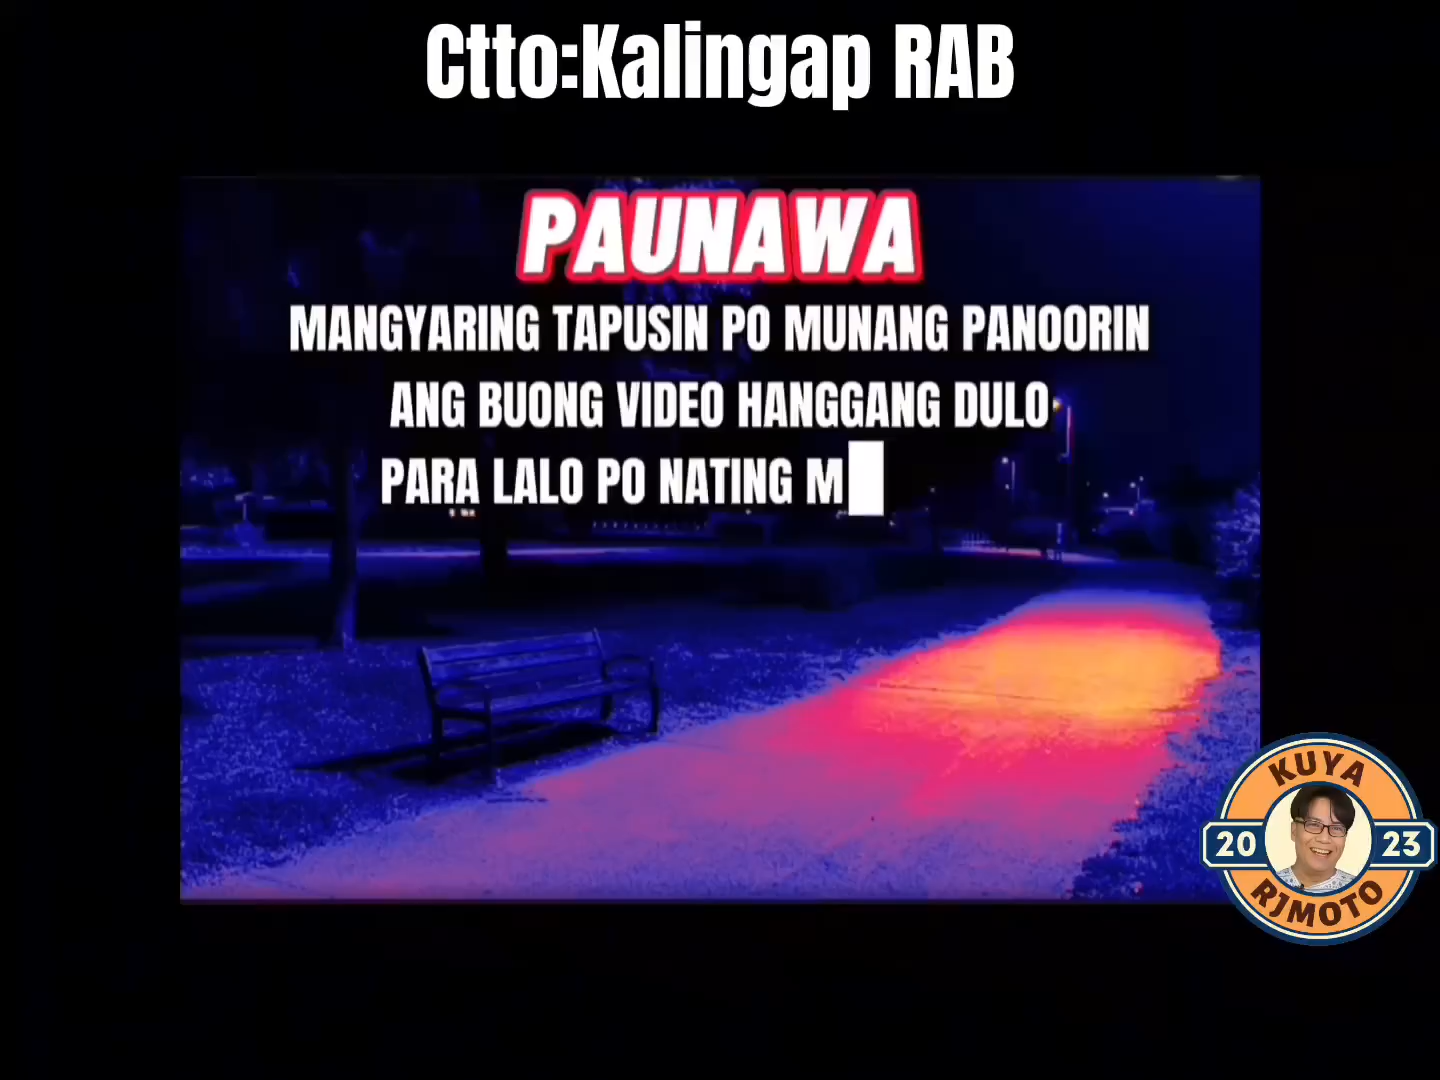 Ctto:Kalingap RAB
PAUNAWA
MANGYARING TAPUSIN PO MUNANG PANOORIN
ANG BUONG VIDEO HANGGANG DULO
PARA LALO PO NATING M
KUYA
20 23
RJMOTO